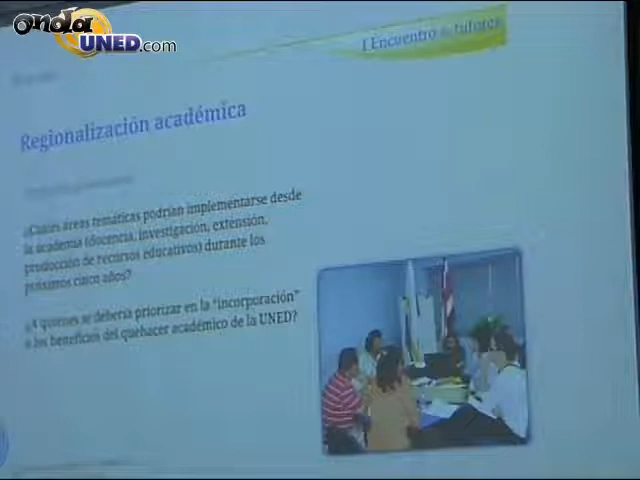 onda
UNED.com
I Encuentro de tutores
Regionalización académica
¿Cuáles áreas temáticas podrían implementarse desde
la academia (docencia, investigación, extensión,
producción de recursos educativos) durante los
próximos cinco años?
¿A quienes se debería priorizar en la "incorporación"
a los beneficios del quehacer académico de la UNED?